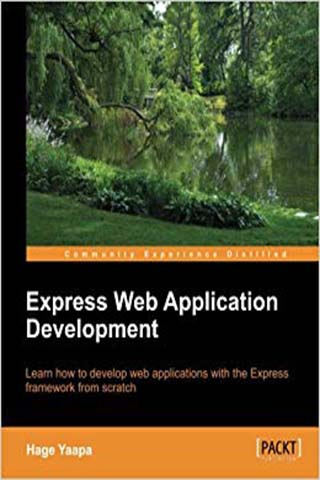 Community Experience Distilled
Express Web Application
Development
Learn how to develop web applications with the Express
framework from scratch
Hage Yaapa
[PACKT]